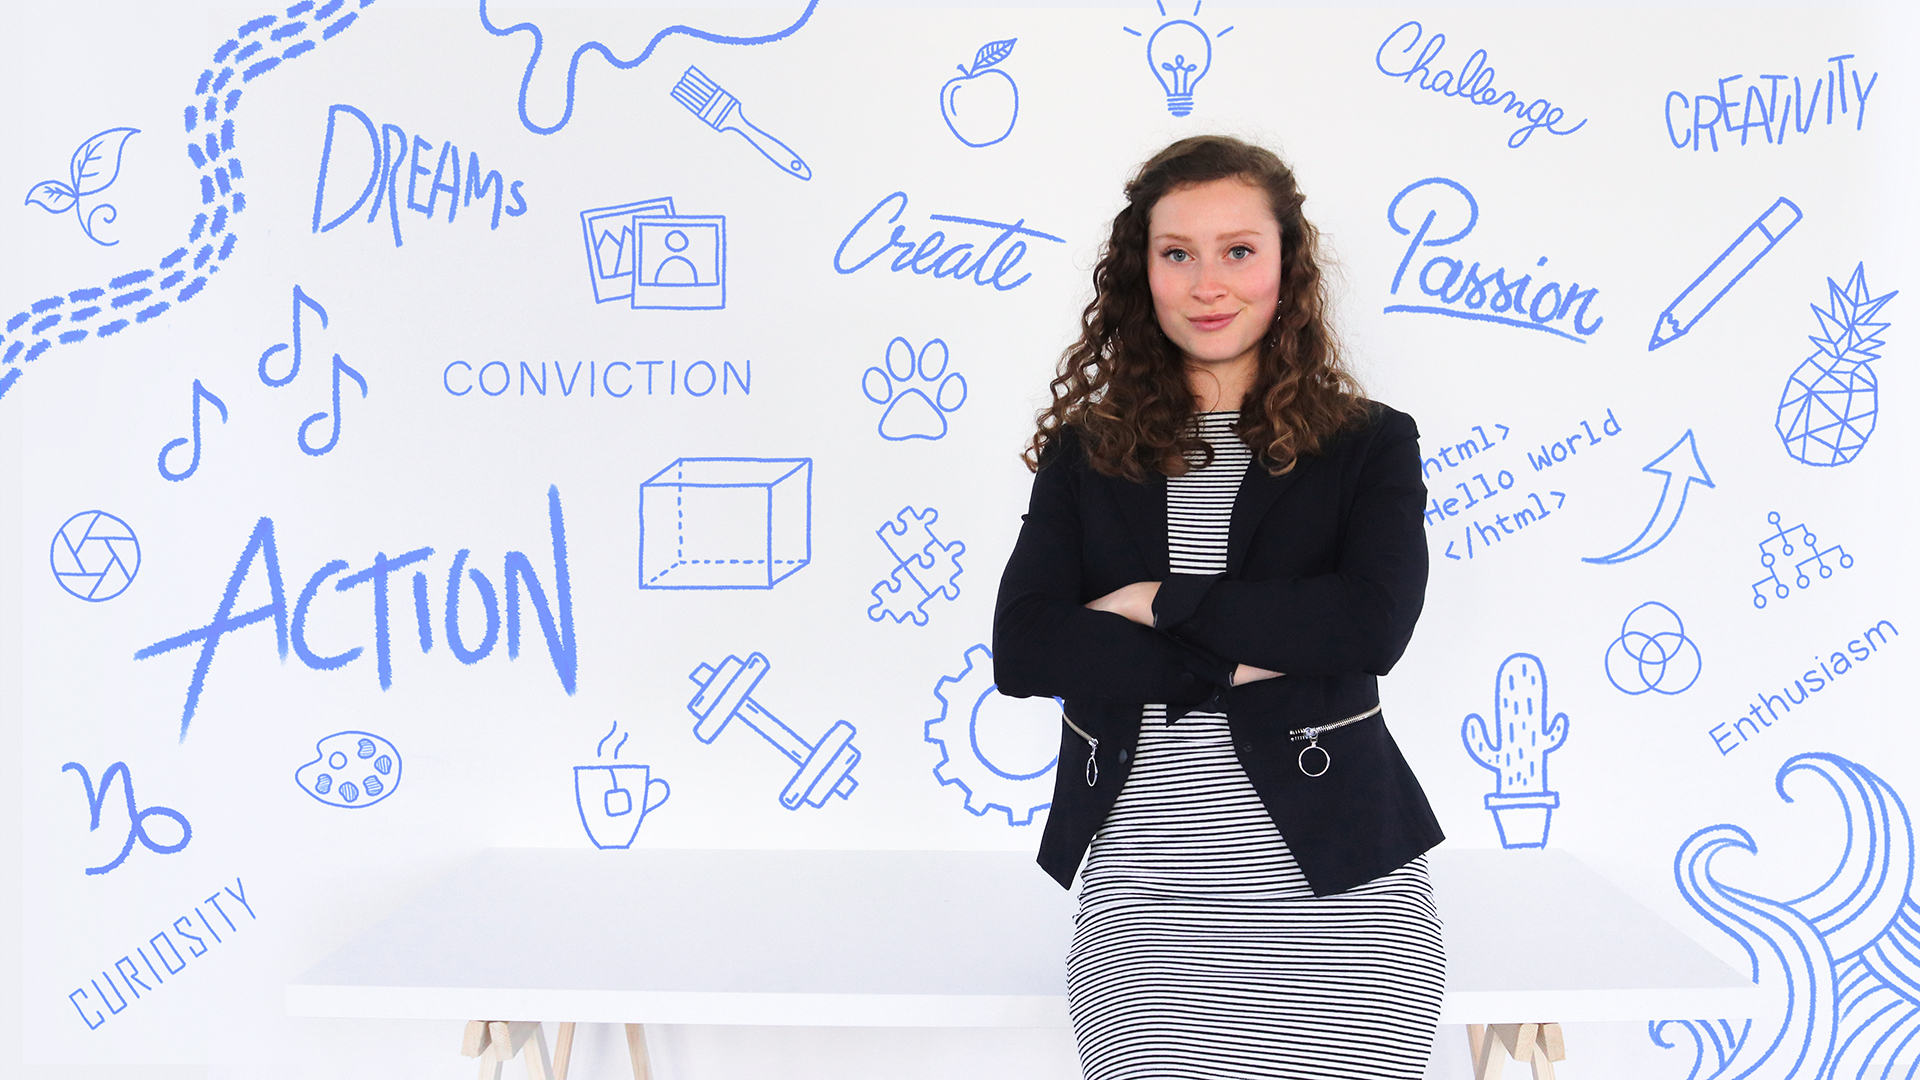 Challenge
CREATIVITY
DREAMS
Create
Passion
CONVICTION
html>
Hello World
</html>
ACTION
Enthusiasm
CURIOSITY